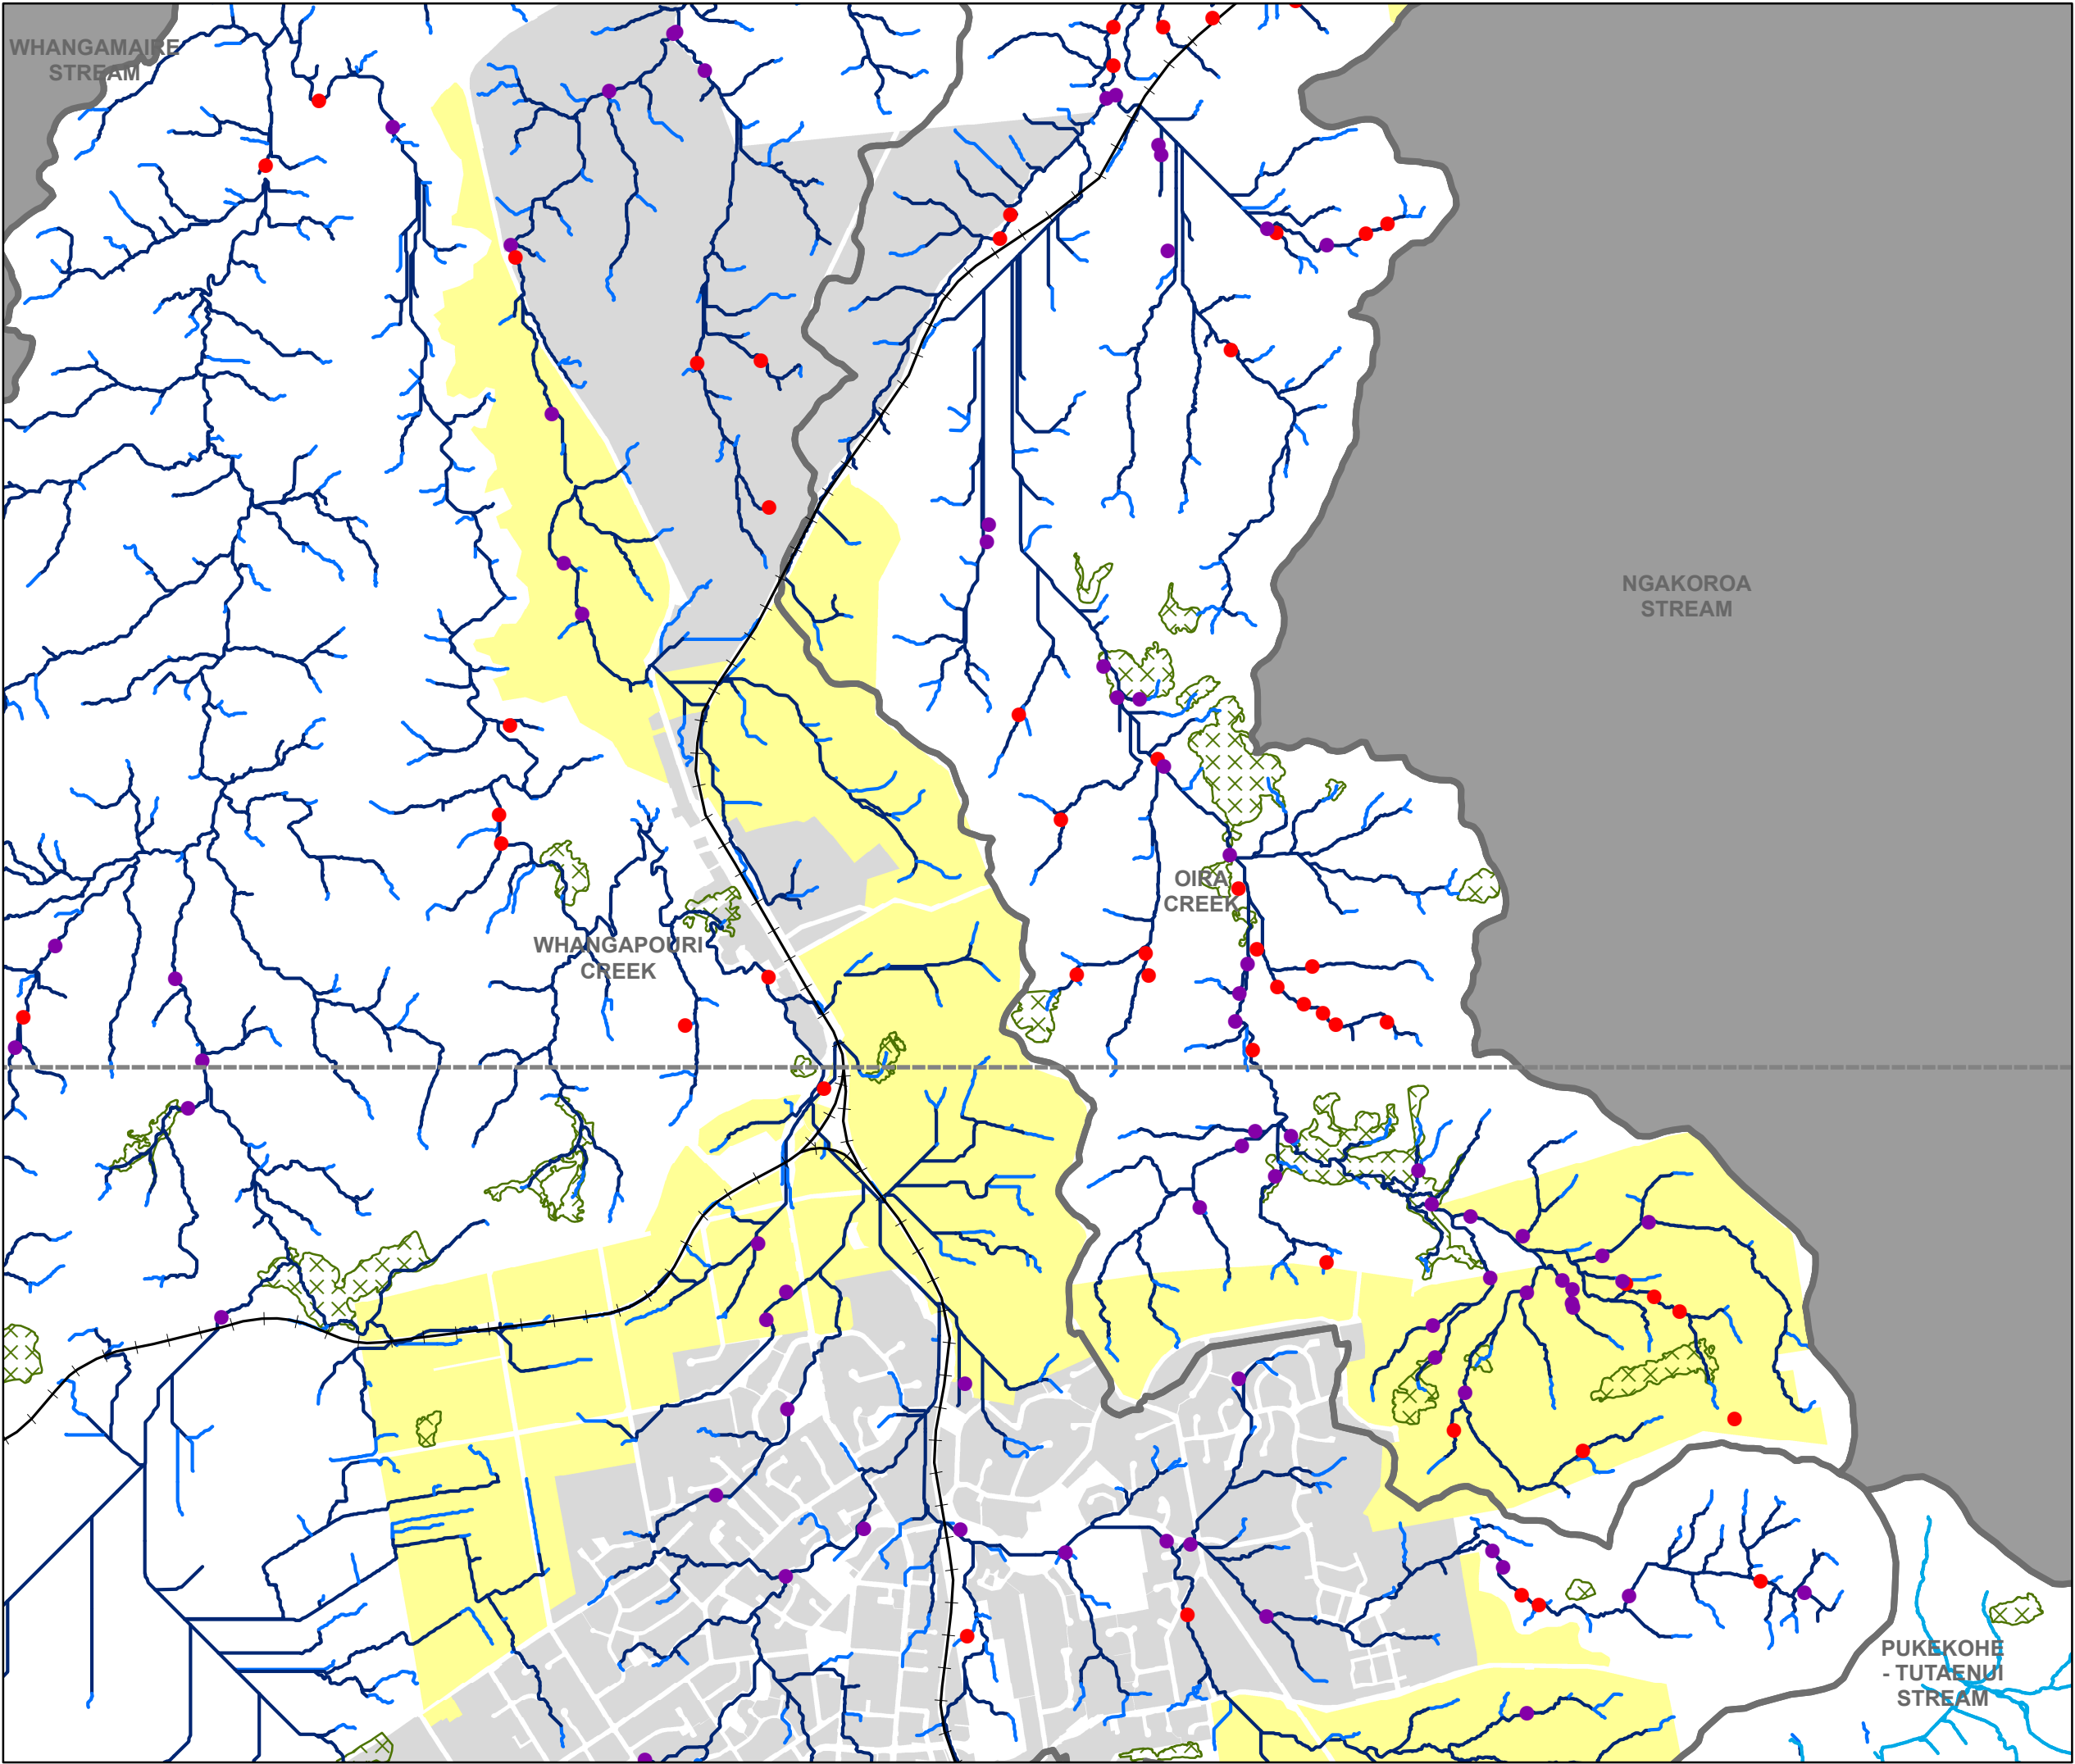 WHANGAMAIRE
STREAM
NGAKOROA
STREAM
OIRA
CREEK
WHANGAPOURI
CREEK
PUKEKOHE
- TUTAENUI
STREAM